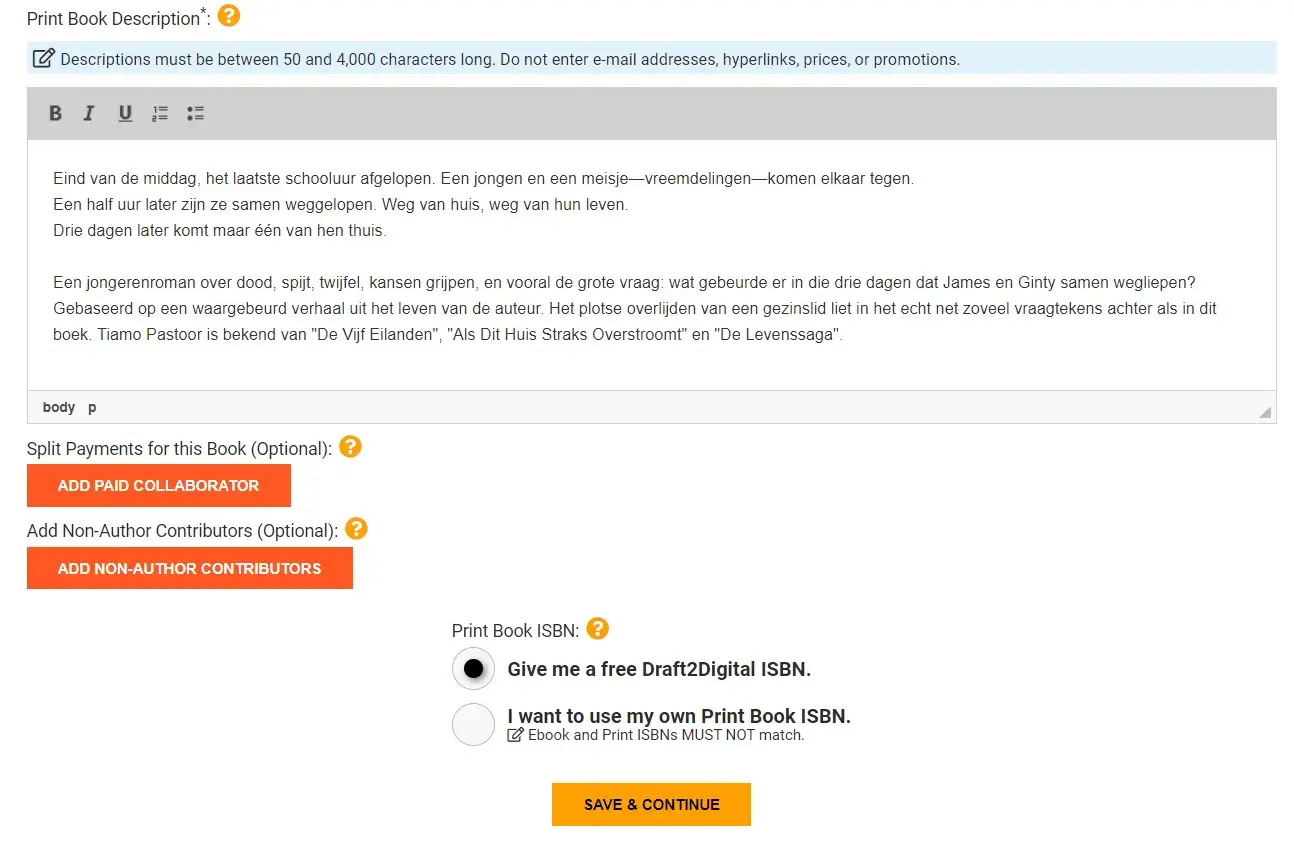 Print Book Description*: ?
Descriptions must be between 50 and 4,000 characters long. Do not enter e-mail addresses, hyperlinks, prices, or promotions.
B I U
Eind van de middag, het laatste schooluur afgelopen. Een jongen en een meisje—vreemdelingen—komen elkaar tegen.
Een half uur later zijn ze samen weggelopen. Weg van huis, weg van hun leven.
Drie dagen later komt maar één van hen thuis.
Een jongerenroman over dood, spijt, twijfel, kansen grijpen, en vooral de grote vraag: wat gebeurde er in die drie dagen dat James en Ginty samen wegliepen?
Gebaseerd op een waargebeurd verhaal uit het leven van de auteur. Het plotse overlijden van een gezinslid liet in het echt net zoveel vraagtekens achter als in dit
boek. Tiamo Pastoor is bekend van "De Vijf Eilanden", "Als Dit Huis Straks Overstroomt" en "De Levenssaga".
body p
Split Payments for this Book (Optional): ?
ADD PAID COLLABORATOR
Add Non-Author Contributors (Optional): ?
ADD NON-AUTHOR CONTRIBUTORS
Print Book ISBN: ?
Give me a free Draft2Digital ISBN.
I want to use my own Print Book ISBN.
Ebook and Print ISBNs MUST NOT match.
SAVE & CONTINUE